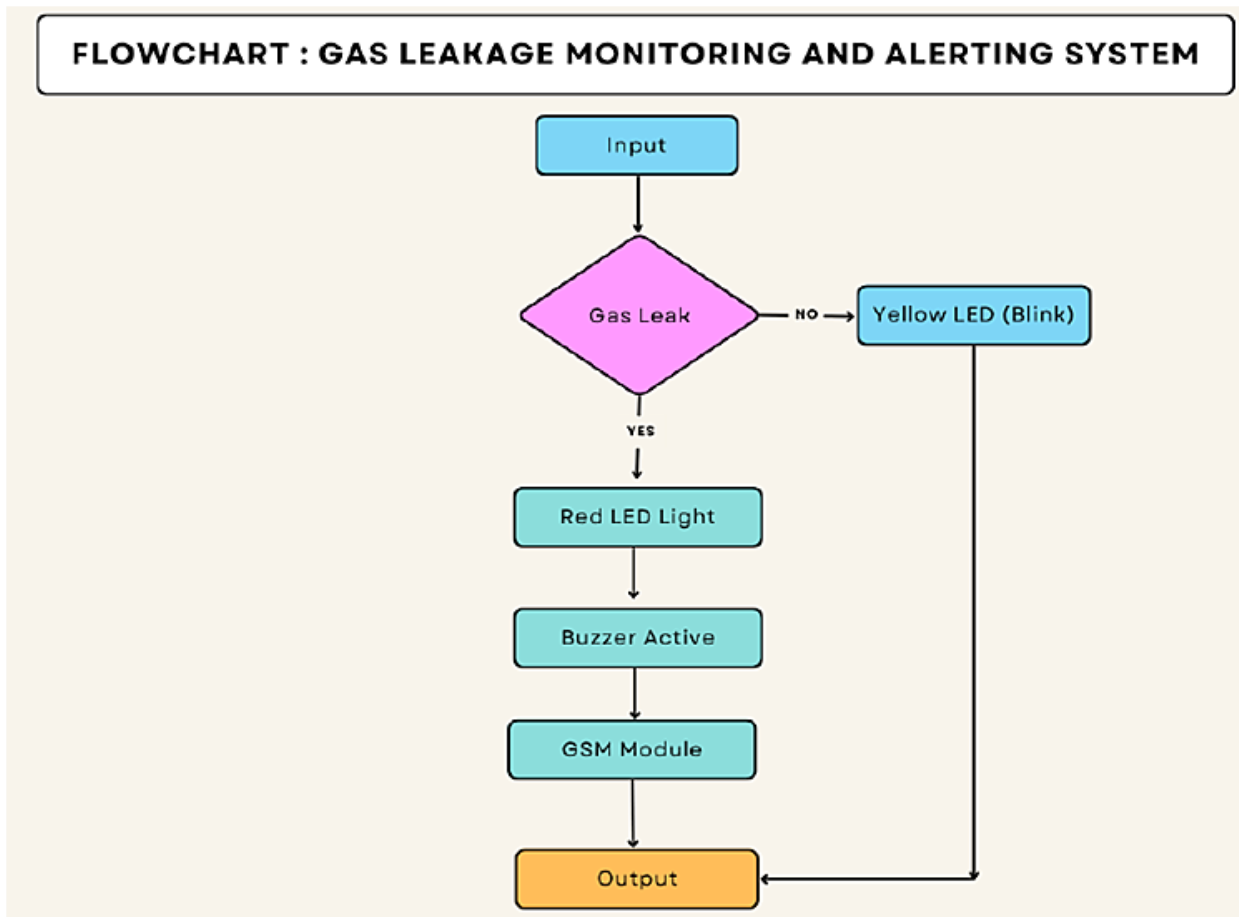 FLOWCHART : GAS LEAKAGE MONITORING AND ALERTING SYSTEM
Input
Gas Leak
NO
Yellow LED (Blink)
YES
Red LED Light
Buzzer Active
GSM Module
Output